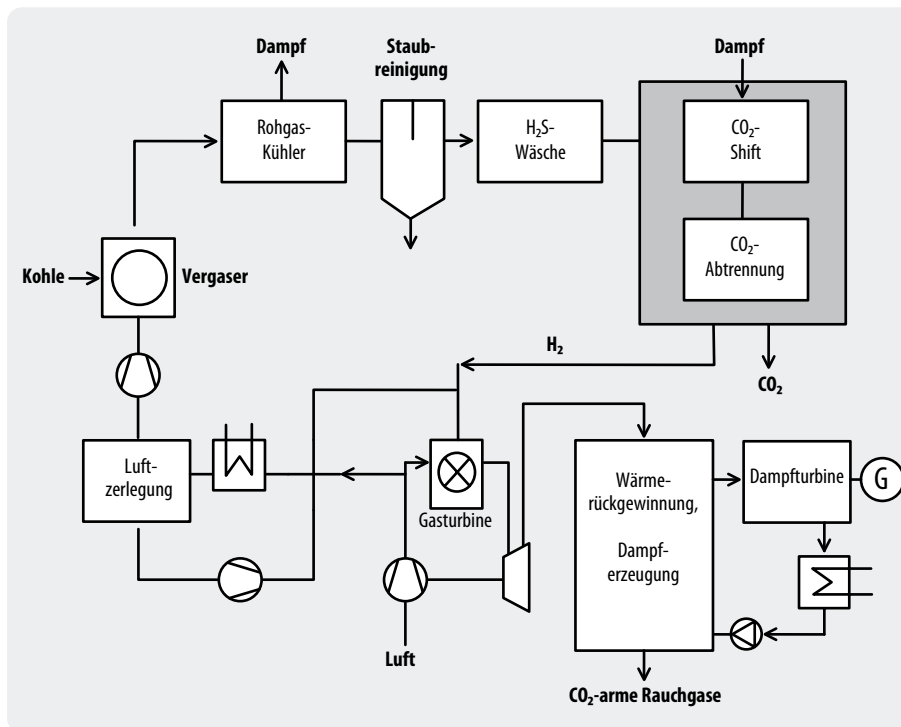 Dampf
Staub-
reinigung
Dampf
Rohgas-
Kühler
H₂S-
Wäsche
CO₂-
Shift
CO₂-
Abtrennung
Kohle
Vergaser
H₂
CO₂
Luft-
zerlegung
Gasturbine
Wärme-
rückgewinnung,
Dampf-
erzeugung
Dampfturbine
G
Luft
CO₂-arme Rauchgase